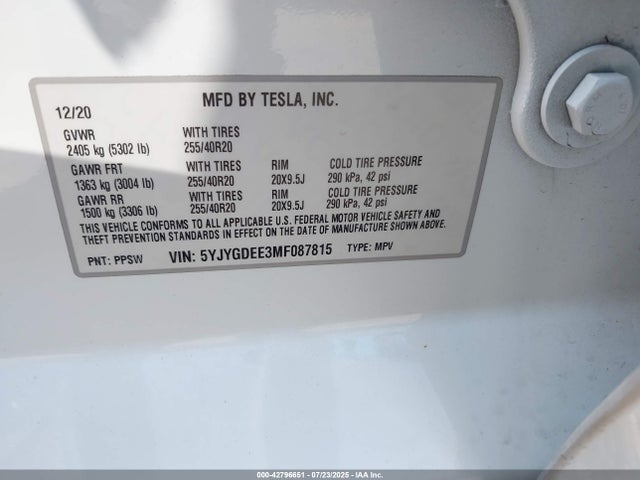 MFD BY TESLA, INC.
12/20
GVWR WITH TIRES
2405 kg (5302 lb) 255/40R20
GAWR FRT WITH TIRES RIM COLD TIRE PRESSURE
1363 kg (3004 lb) 255/40R20 20X9.5J 290 kPa, 42 psi
GAWR RR WITH TIRES RIM COLD TIRE PRESSURE
1500 kg (3306 lb) 255/40R20 20X9.5J 290 kPa, 42 psi
THIS VEHICLE CONFORMS TO ALL APPLICABLE U.S. FEDERAL MOTOR VEHICLE SAFETY AND
THEFT PREVENTION STANDARDS IN EFFECT ON THE DATE OF MANUFACTURE SHOWN ABOVE.
PNT: PPSW VIN: 5YJYGDEE3MF087815 TYPE: MPV
000-42796651 - 07/23/2025 - IAA Inc.